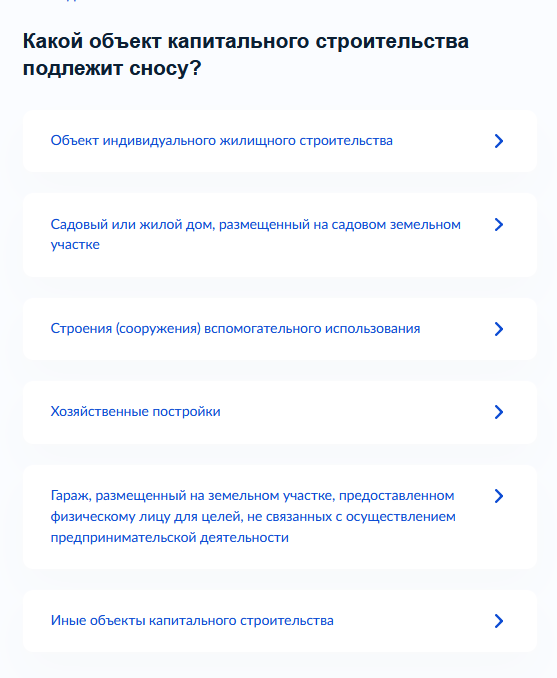 Какой объект капитального строительства
подлежит сносу?
Объект индивидуального жилищного строительства
Садовый или жилой дом, размещенный на садовом земельном
участке
Строения (сооружения) вспомогательного использования
Хозяйственные постройки
Гараж, размещенный на земельном участке, предоставленном
физическому лицу для целей, не связанных с осуществлением
предпринимательской деятельности
Иные объекты капитального строительства